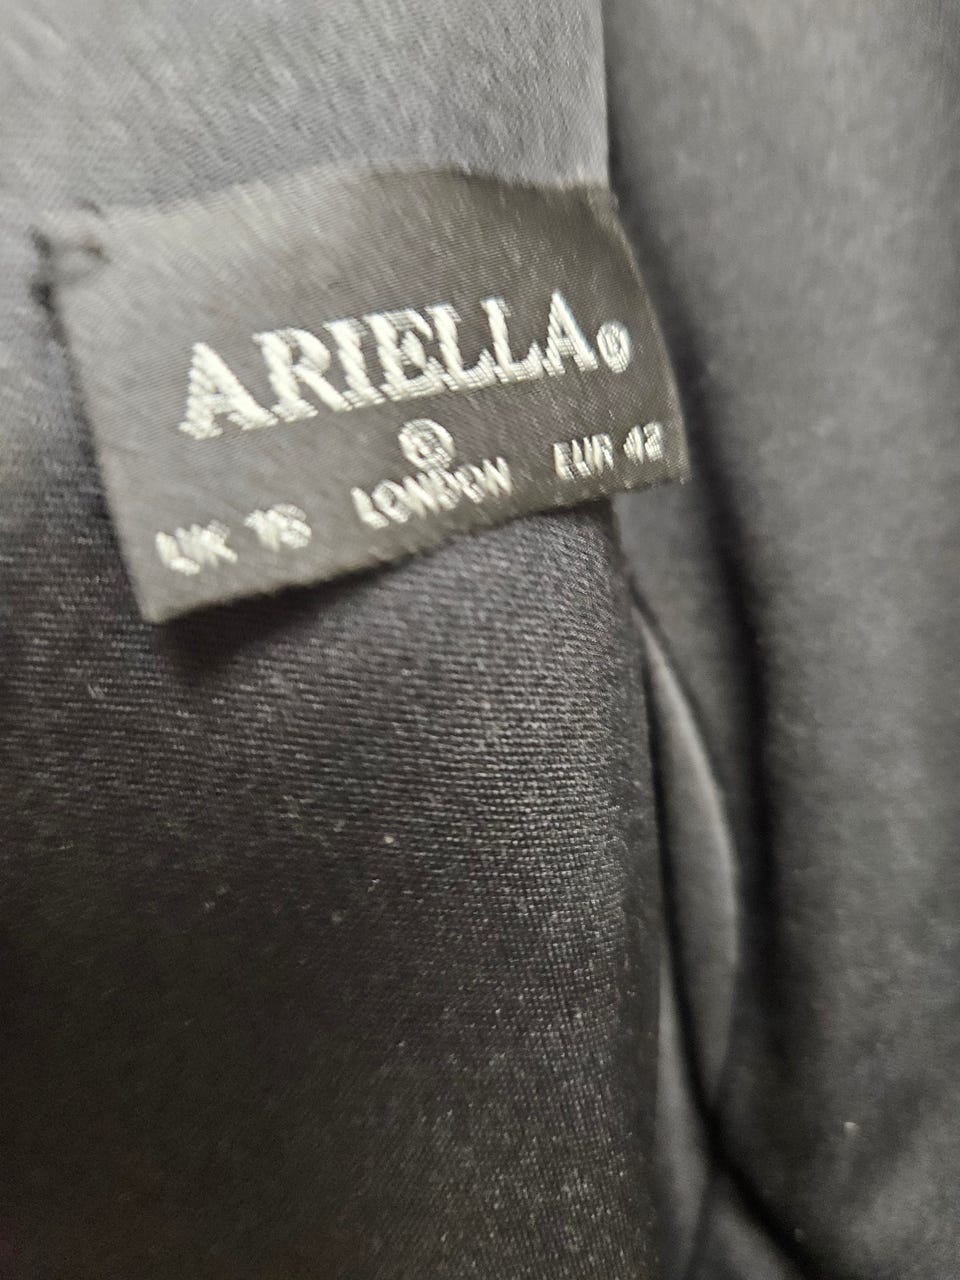 ARIELLA®
®
LONDON
UK 16 EUR 42